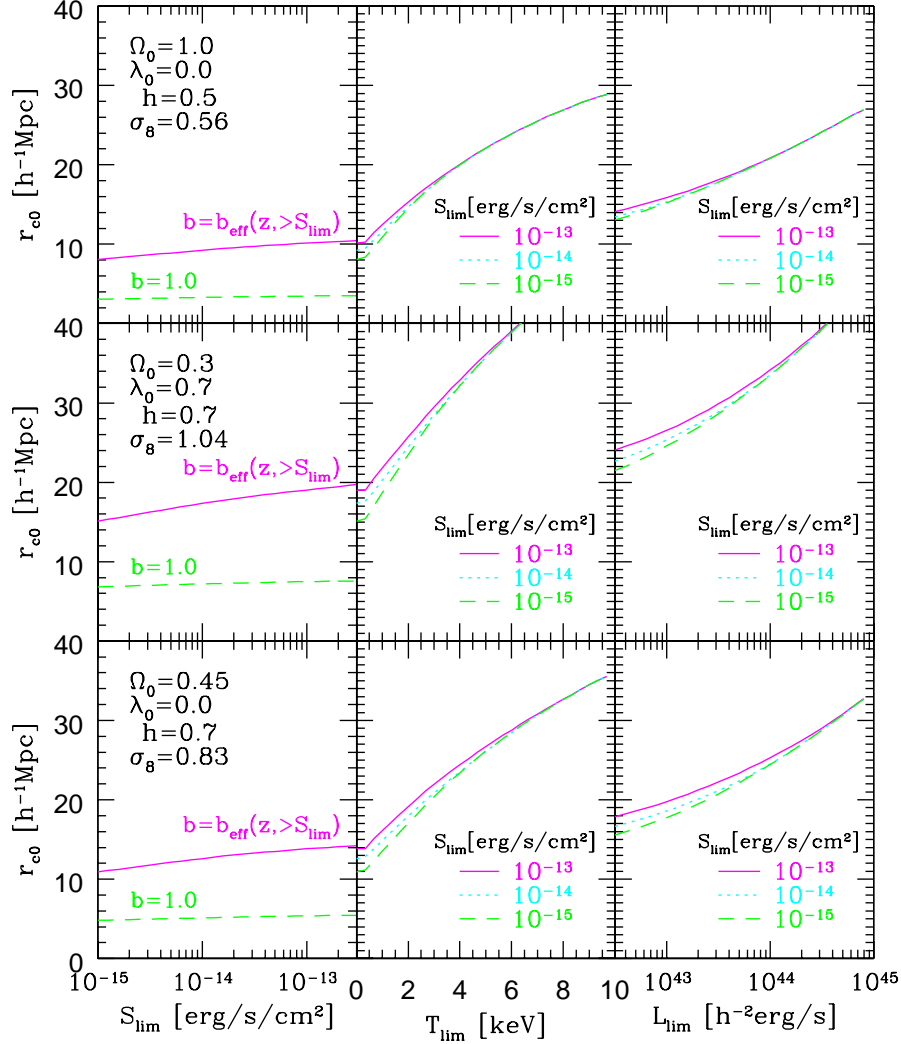 40
30
20
10
r_c0 [h⁻¹Mpc]
Ω₀=1.0
λ₀=0.0
h=0.5
σ₈=0.56
b=b_eff(z,>S_lim)
b=1.0
S_lim[erg/s/cm²]
10⁻¹³
10⁻¹⁴
10⁻¹⁵
S_lim[erg/s/cm²]
10⁻¹³
10⁻¹⁴
10⁻¹⁵
40
30
20
10
r_c0 [h⁻¹Mpc]
Ω₀=0.3
λ₀=0.7
h=0.7
σ₈=1.04
b=b_eff(z,>S_lim)
b=1.0
S_lim[erg/s/cm²]
10⁻¹³
10⁻¹⁴
10⁻¹⁵
S_lim[erg/s/cm²]
10⁻¹³
10⁻¹⁴
10⁻¹⁵
40
30
20
10
0
r_c0 [h⁻¹Mpc]
Ω₀=0.45
λ₀=0.0
h=0.7
σ₈=0.83
b=b_eff(z,>S_lim)
b=1.0
S_lim[erg/s/cm²]
10⁻¹³
10⁻¹⁴
10⁻¹⁵
S_lim[erg/s/cm²]
10⁻¹³
10⁻¹⁴
10⁻¹⁵
10⁻¹⁵ 10⁻¹⁴ 10⁻¹³
0 2 4 6 8 10
10⁴³ 10⁴⁴ 10⁴⁵
S_lim [erg/s/cm²]
T_lim [keV]
L_lim [h⁻²erg/s]